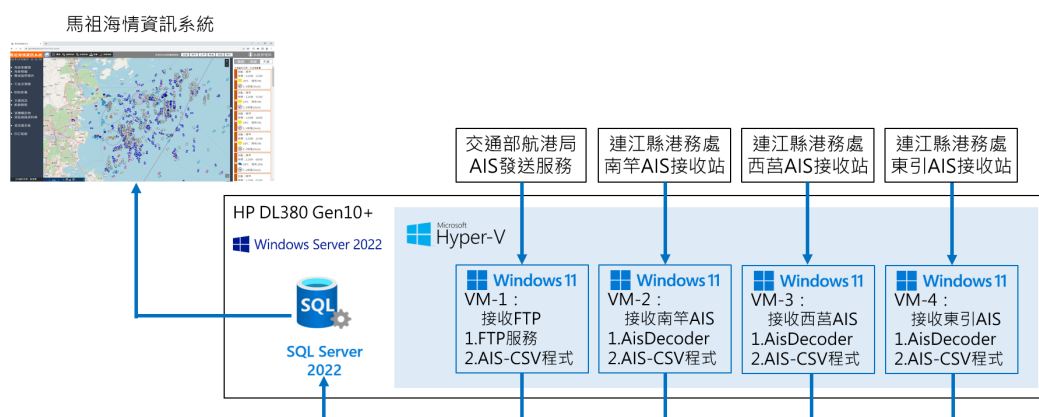 馬祖海情資訊系統
馬祖海情資訊系統
交通部航港局
AIS發送服務
連江縣港務處
南竿AIS接收站
連江縣港務處
西莒AIS接收站
連江縣港務處
東引AIS接收站
HP DL380 Gen10+
Windows Server 2022
Microsoft
Hyper-V
SQL
SQL Server
2022
Windows 11
VM-1：
接收FTP
1.FTP服務
2.AIS-CSV程式
Windows 11
VM-2：
接收南竿AIS
1.AisDecoder
2.AIS-CSV程式
Windows 11
VM-3：
接收西莒AIS
1.AisDecoder
2.AIS-CSV程式
Windows 11
VM-4：
接收東引AIS
1.AisDecoder
2.AIS-CSV程式